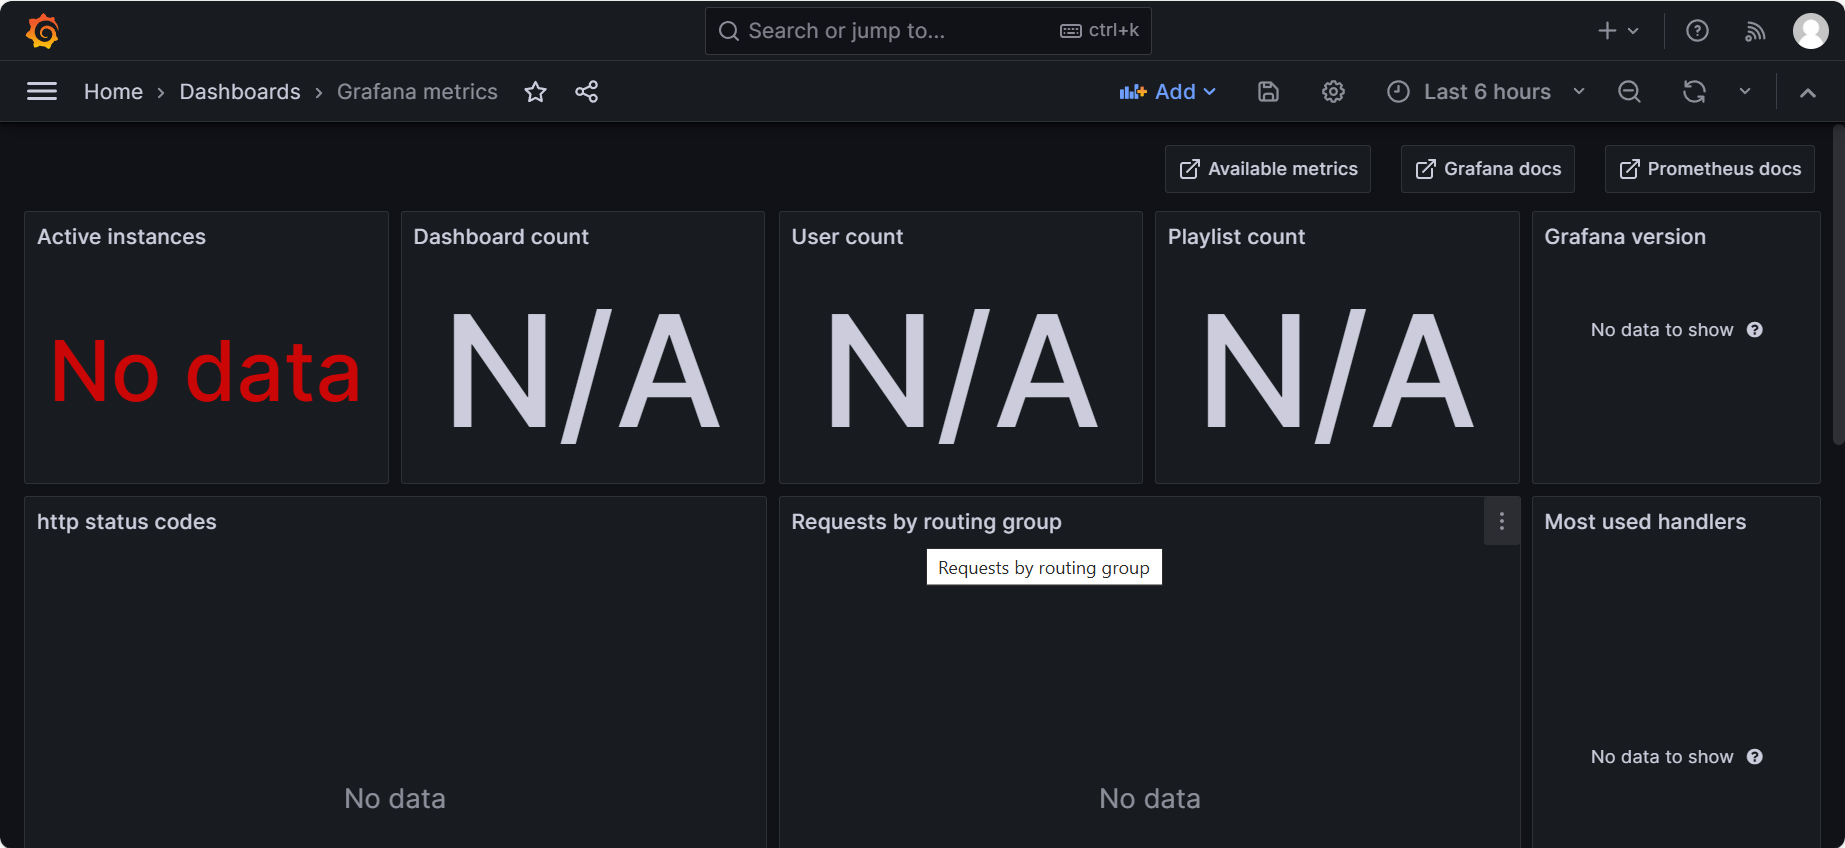 Search or jump to...
ctrl+k
Home
Dashboards
Grafana metrics
Add
Last 6 hours
Available metrics
Grafana docs
Prometheus docs
Active instances
No data
Dashboard count
N/A
User count
N/A
Playlist count
N/A
Grafana version
No data to show
http status codes
No data
Requests by routing group
Requests by routing group
No data
Most used handlers
No data to show